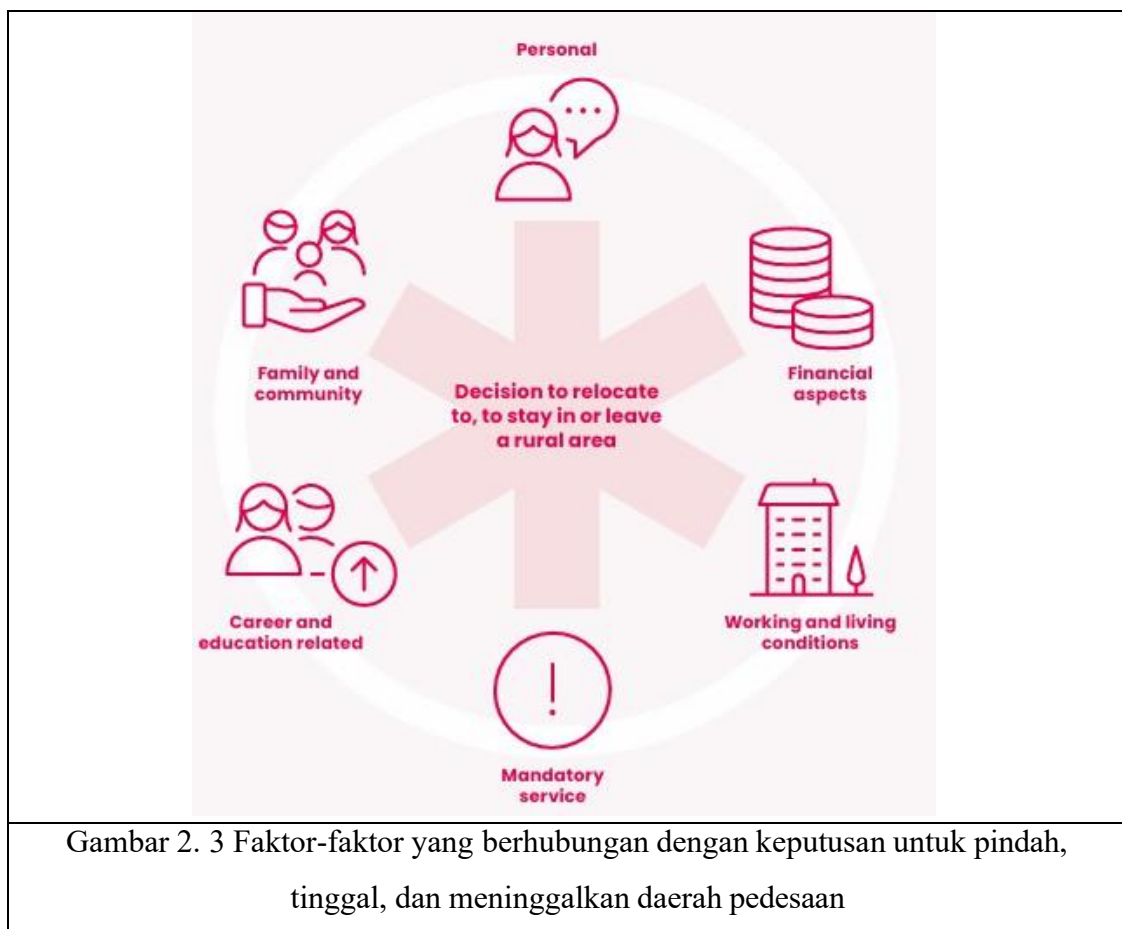 Personal
Family and
community
Financial
aspects
Decision to relocate
to, to stay in or leave
a rural area
Career and
education related
Working and living
conditions
Mandatory
service
Gambar 2. 3 Faktor-faktor yang berhubungan dengan keputusan untuk pindah,
tinggal, dan meninggalkan daerah pedesaan